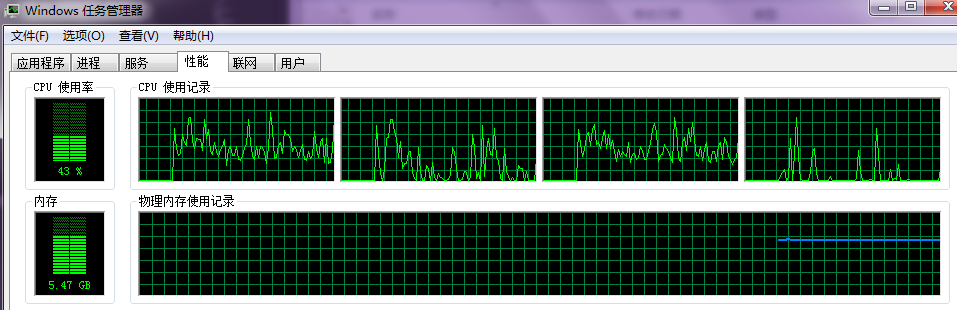 Windows 任务管理器
文件(F) 选项(O) 查看(V) 帮助(H)
应用程序 进程 服务 性能 联网 用户
CPU 使用率 CPU 使用记录
43 %
内存 物理内存使用记录
5.47 GB